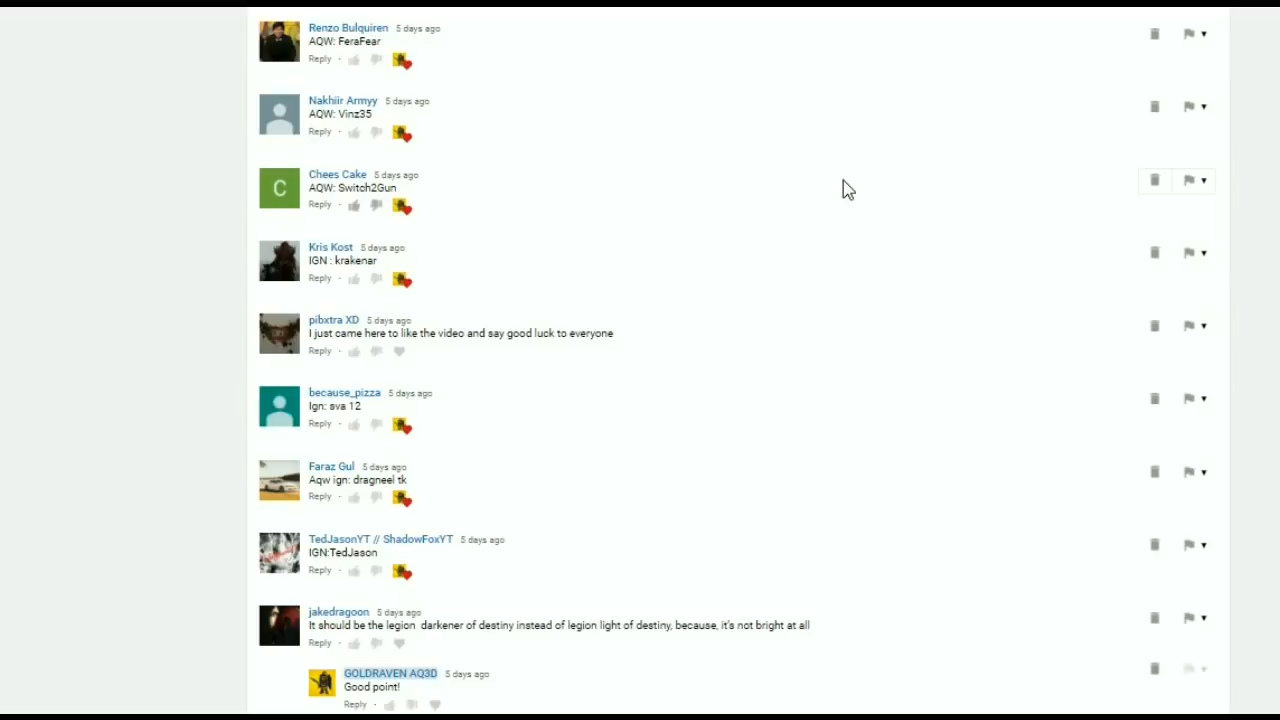 Renzo Bulquiren 5 days ago
AQW: FeraFear
Reply ·
Nakhiir Armyy 5 days ago
AQW: Vinz35
Reply ·
C
Chees Cake 5 days ago
AQW: Switch2Gun
Reply ·
Kris Kost 5 days ago
IGN : krakenar
Reply ·
pibxtra XD 5 days ago
I just came here to like the video and say good luck to everyone
Reply ·
because_pizza 5 days ago
Ign: sva 12
Reply ·
Faraz Gul 5 days ago
Aqw ign: dragneel tk
Reply ·
TedJasonYT // ShadowFoxYT 5 days ago
IGN:TedJason
Reply ·
jakedragoon 5 days ago
It should be the legion darkener of destiny instead of legion light of destiny, because, it's not bright at all
Reply ·
GOLDRAVEN AQ3D 5 days ago
Good point!
Reply ·